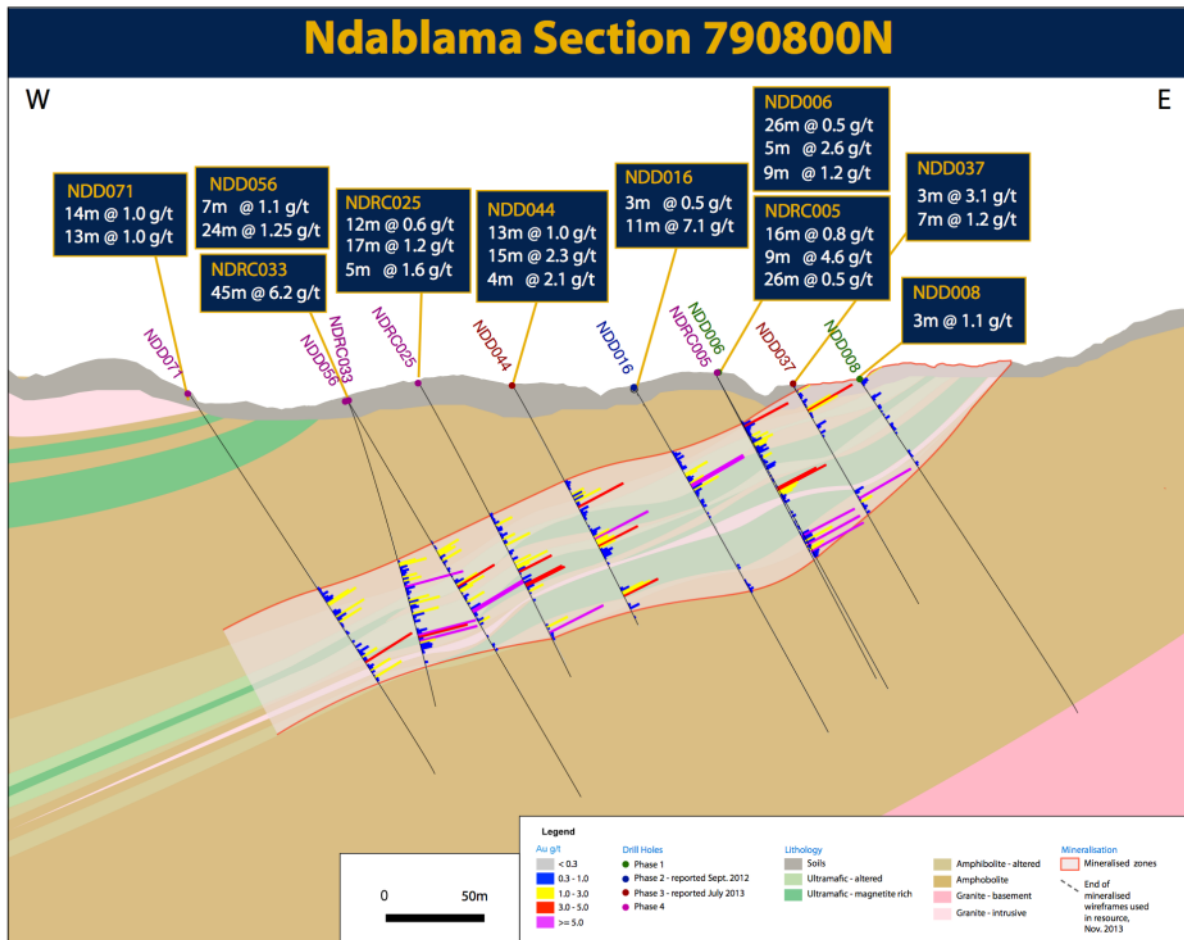 Ndablama Section 790800N
W
E
NDD071
14m @ 1.0 g/t
13m @ 1.0 g/t
NDD056
7m @ 1.1 g/t
24m @ 1.25 g/t
NDRC033
45m @ 6.2 g/t
NDRC025
12m @ 0.6 g/t
17m @ 1.2 g/t
5m @ 1.6 g/t
NDD044
13m @ 1.0 g/t
15m @ 2.3 g/t
4m @ 2.1 g/t
NDD016
3m @ 0.5 g/t
11m @ 7.1 g/t
NDD006
26m @ 0.5 g/t
5m @ 2.6 g/t
9m @ 1.2 g/t
NDRC005
16m @ 0.8 g/t
9m @ 4.6 g/t
26m @ 0.5 g/t
NDD037
3m @ 3.1 g/t
7m @ 1.2 g/t
NDD008
3m @ 1.1 g/t
NDD071
NDD056
NDRC033
NDRC025
NDD044
NDD016
NDRC005
NDD006
NDD037
NDD008
0
50m
Legend
Au g/t
< 0.3
0.3 - 1.0
1.0 - 3.0
3.0 - 5.0
>= 5.0
Drill Holes
Phase 1
Phase 2 - reported Sept. 2012
Phase 3 - reported July 2013
Phase 4
Lithology
Soils
Ultramafic - altered
Ultramafic - magnetite rich
Amphibolite - altered
Amphobolite
Granite - basement
Granite - intrusive
Mineralisation
Mineralised zones
End of
mineralised
wireframes used
in resource,
Nov. 2013